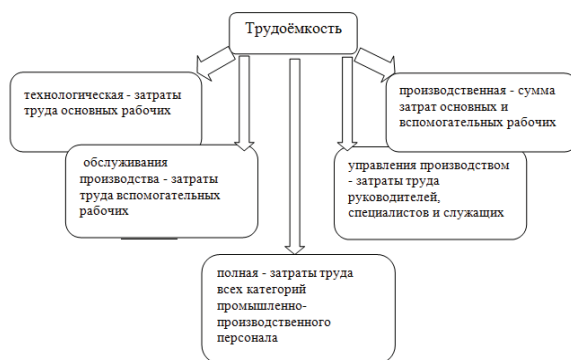 Трудоёмкость
технологическая - затраты
труда основных рабочих
производственная - сумма
затрат основных и
вспомогательных рабочих
обслуживания
производства - затраты
труда вспомогательных
рабочих
управления производством
- затраты труда
руководителей,
специалистов и служащих
полная - затраты труда
всех категорий
промышленно-
производственного
персонала